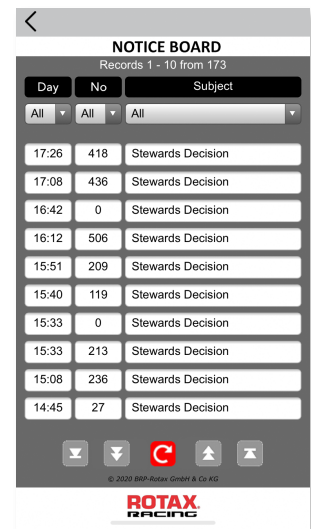 NOTICE BOARD
Records 1 - 10 from 173
Day No Subject
All All All
17:26 418 Stewards Decision
17:08 436 Stewards Decision
16:42 0 Stewards Decision
16:12 506 Stewards Decision
15:51 209 Stewards Decision
15:40 119 Stewards Decision
15:33 0 Stewards Decision
15:33 213 Stewards Decision
15:08 236 Stewards Decision
14:45 27 Stewards Decision
© 2020 BRP-Rotax GmbH & Co KG
ROTAX.
RACING